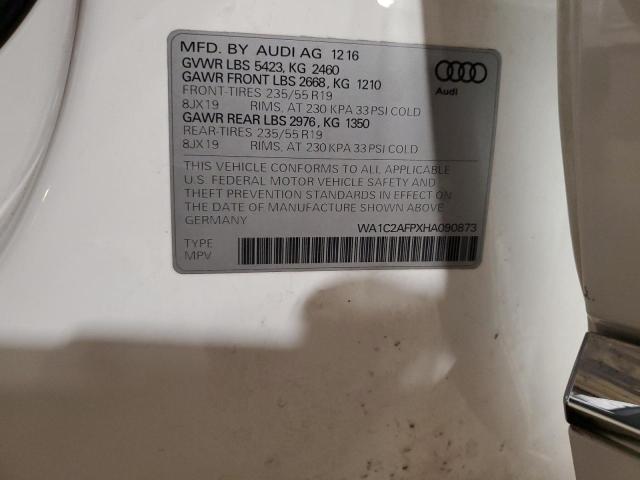 MFD. BY AUDI AG 12 16
GVWR LBS 5423, KG 2460
GAWR FRONT LBS 2668, KG 1210
FRONT-TIRES 235/55 R19
8JX19 RIMS, AT 230 KPA 33 PSI COLD
GAWR REAR LBS 2976, KG 1350
REAR-TIRES 235/55 R19
8JX19 RIMS, AT 230 KPA 33 PSI COLD
Audi
THIS VEHICLE CONFORMS TO ALL APPLICABLE
U.S. FEDERAL MOTOR VEHICLE SAFETY AND
THEFT PREVENTION STANDARDS IN EFFECT ON
THE DATE OF MANUFACTURE SHOWN ABOVE
GERMANY
WA1C2AFPXHA090873
TYPE
MPV